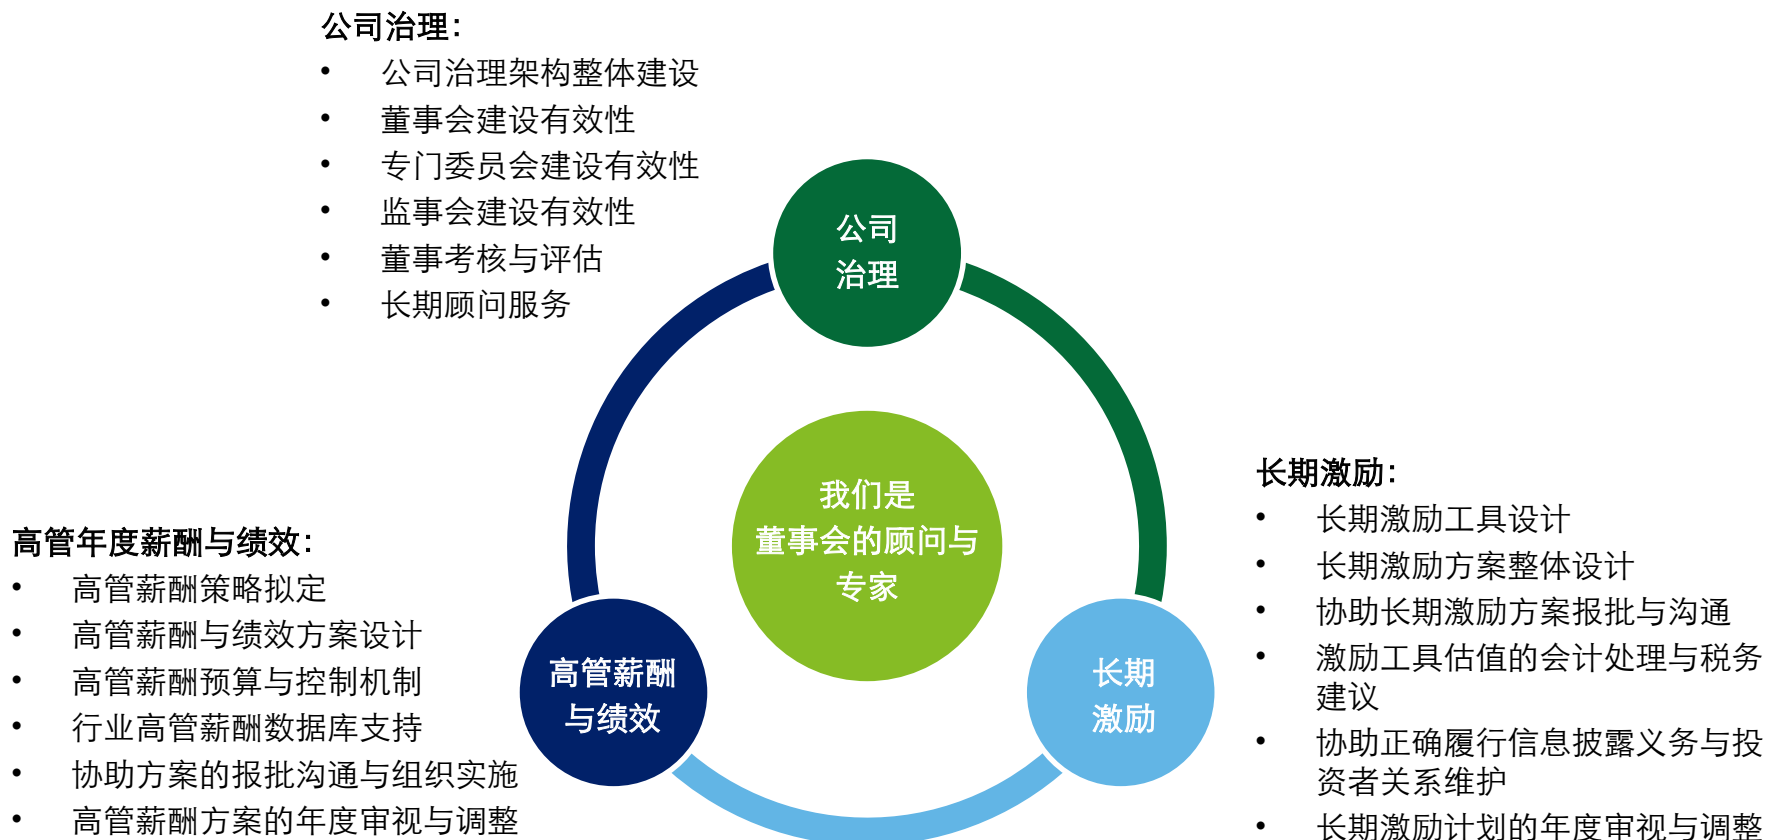 公司治理：
• 公司治理架构整体建设
• 董事会建设有效性
• 专门委员会建设有效性
• 监事会建设有效性
• 董事考核与评估
• 长期顾问服务
公司
治理
我们是
董事会的顾问与
专家
高管薪酬
与绩效
长期
激励
高管年度薪酬与绩效：
• 高管薪酬策略拟定
• 高管薪酬与绩效方案设计
• 高管薪酬预算与控制机制
• 行业高管薪酬数据库支持
• 协助方案的报批沟通与组织实施
• 高管薪酬方案的年度审视与调整
长期激励：
• 长期激励工具设计
• 长期激励方案整体设计
• 协助长期激励方案报批与沟通
• 激励工具估值的会计处理与税务
建议
• 协助正确履行信息披露义务与投
资者关系维护
• 长期激励计划的年度审视与调整